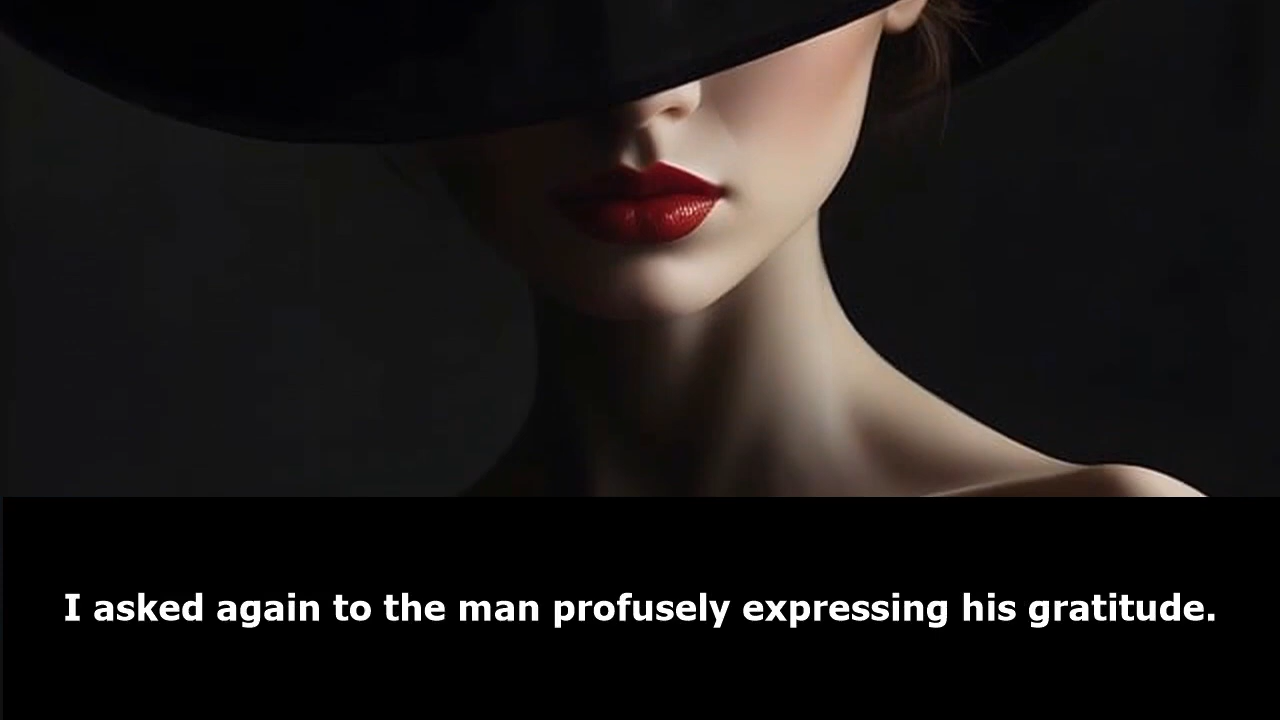 I asked again to the man profusely expressing his gratitude.